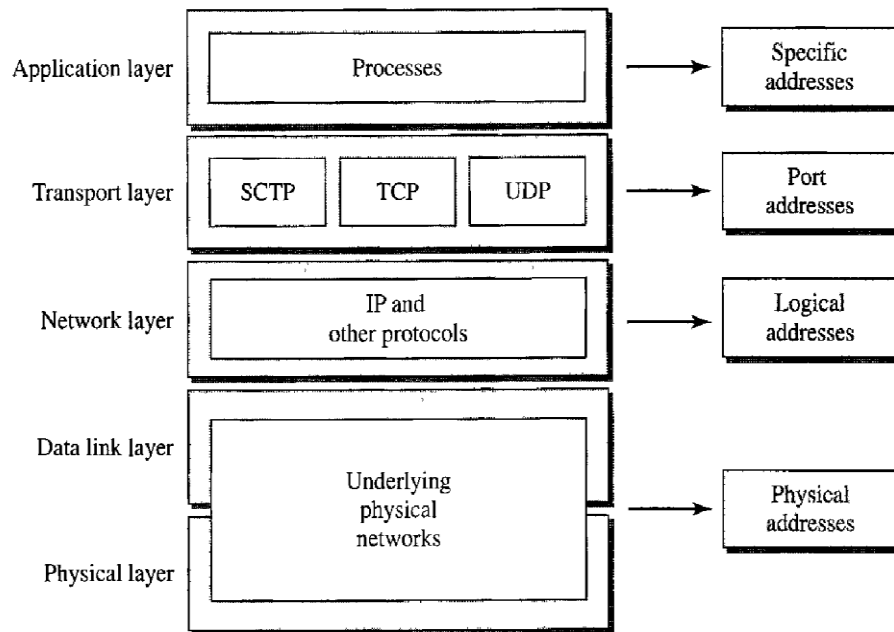 Application layer
Processes
Specific
addresses
Transport layer
SCTP
TCP
UDP
Port
addresses
Network layer
IP and
other protocols
Logical
addresses
Data link layer
Underlying
physical
networks
Physical
addresses
Physical layer